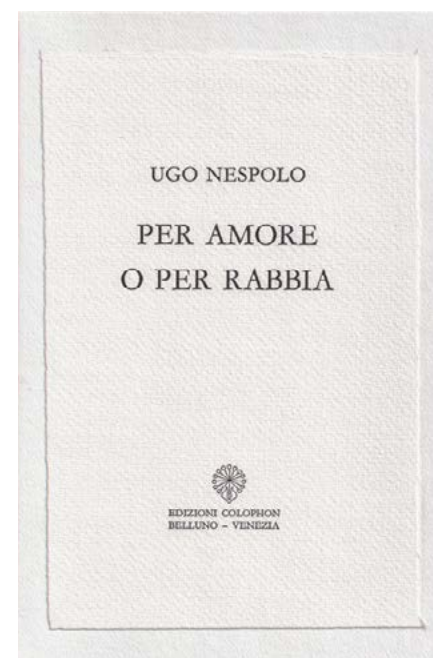 UGO NESPOLO
PER AMORE
O PER RABBIA
EDIZIONI COLOPHON
BELLUNO – VENEZIA